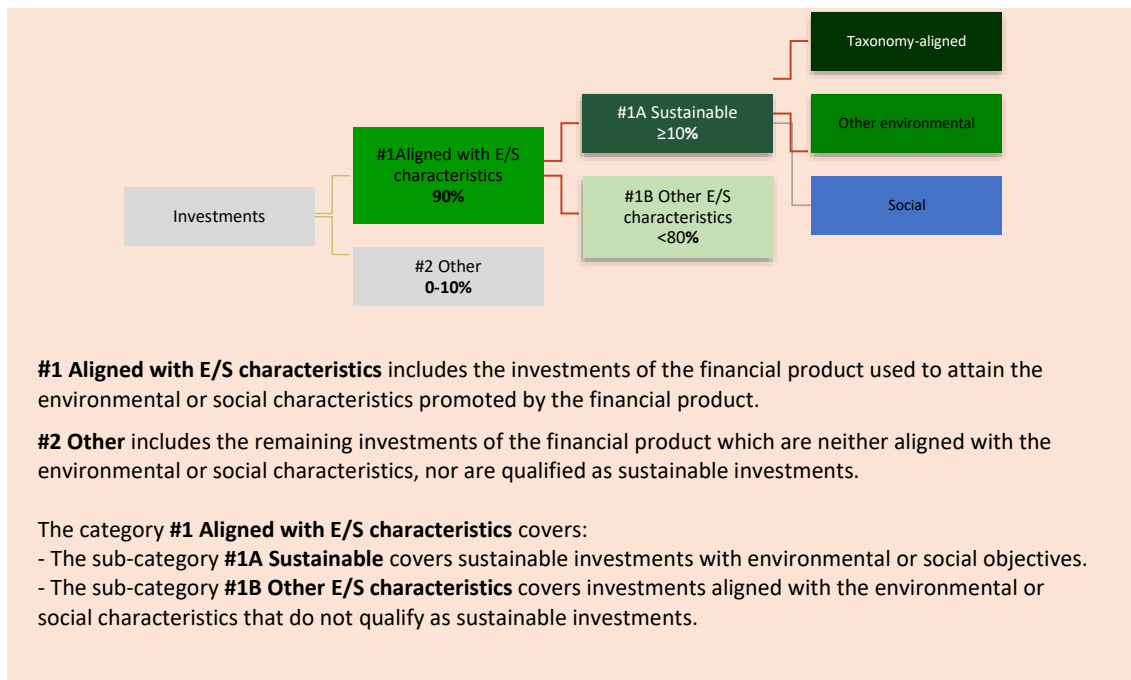 Taxonomy-aligned
#1A Sustainable
≥10%
Other environmental
#1Aligned with E/S
characteristics
90%
#1B Other E/S
characteristics
<80%
Investments
Social
#2 Other
0-10%
#1 Aligned with E/S characteristics includes the investments of the financial product used to attain the
environmental or social characteristics promoted by the financial product.
#2 Other includes the remaining investments of the financial product which are neither aligned with the
environmental or social characteristics, nor are qualified as sustainable investments.
The category #1 Aligned with E/S characteristics covers:
- The sub-category #1A Sustainable covers sustainable investments with environmental or social objectives.
- The sub-category #1B Other E/S characteristics covers investments aligned with the environmental or
social characteristics that do not qualify as sustainable investments.